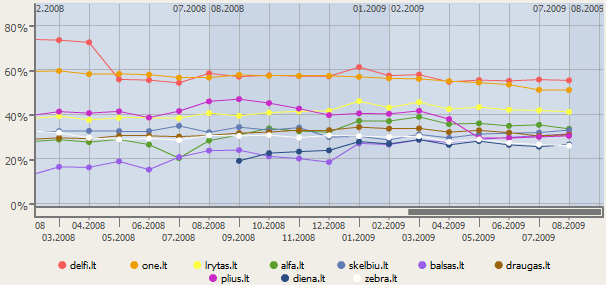 2.2008 07.2008 08.2008 01.2009 02.2009 07.2009 08.2009
80%
60%
40%
20%
0%
08 04.2008 06.2008 08.2008 10.2008 12.2008 02.2009 04.2009 06.2009 08.2009
03.2008 05.2008 07.2008 09.2008 11.2008 01.2009 03.2009 05.2009 07.2009
delfi.lt one.lt lrytas.lt alfa.lt skelbiu.lt balsas.lt draugas.lt
plius.lt diena.lt zebra.lt